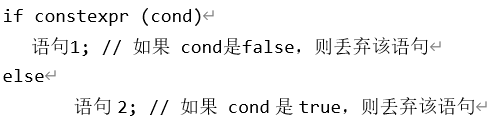 if constexpr (cond)
语句1; // 如果 cond是false，则丢弃该语句
else
语句 2; // 如果 cond 是 true，则丢弃该语句